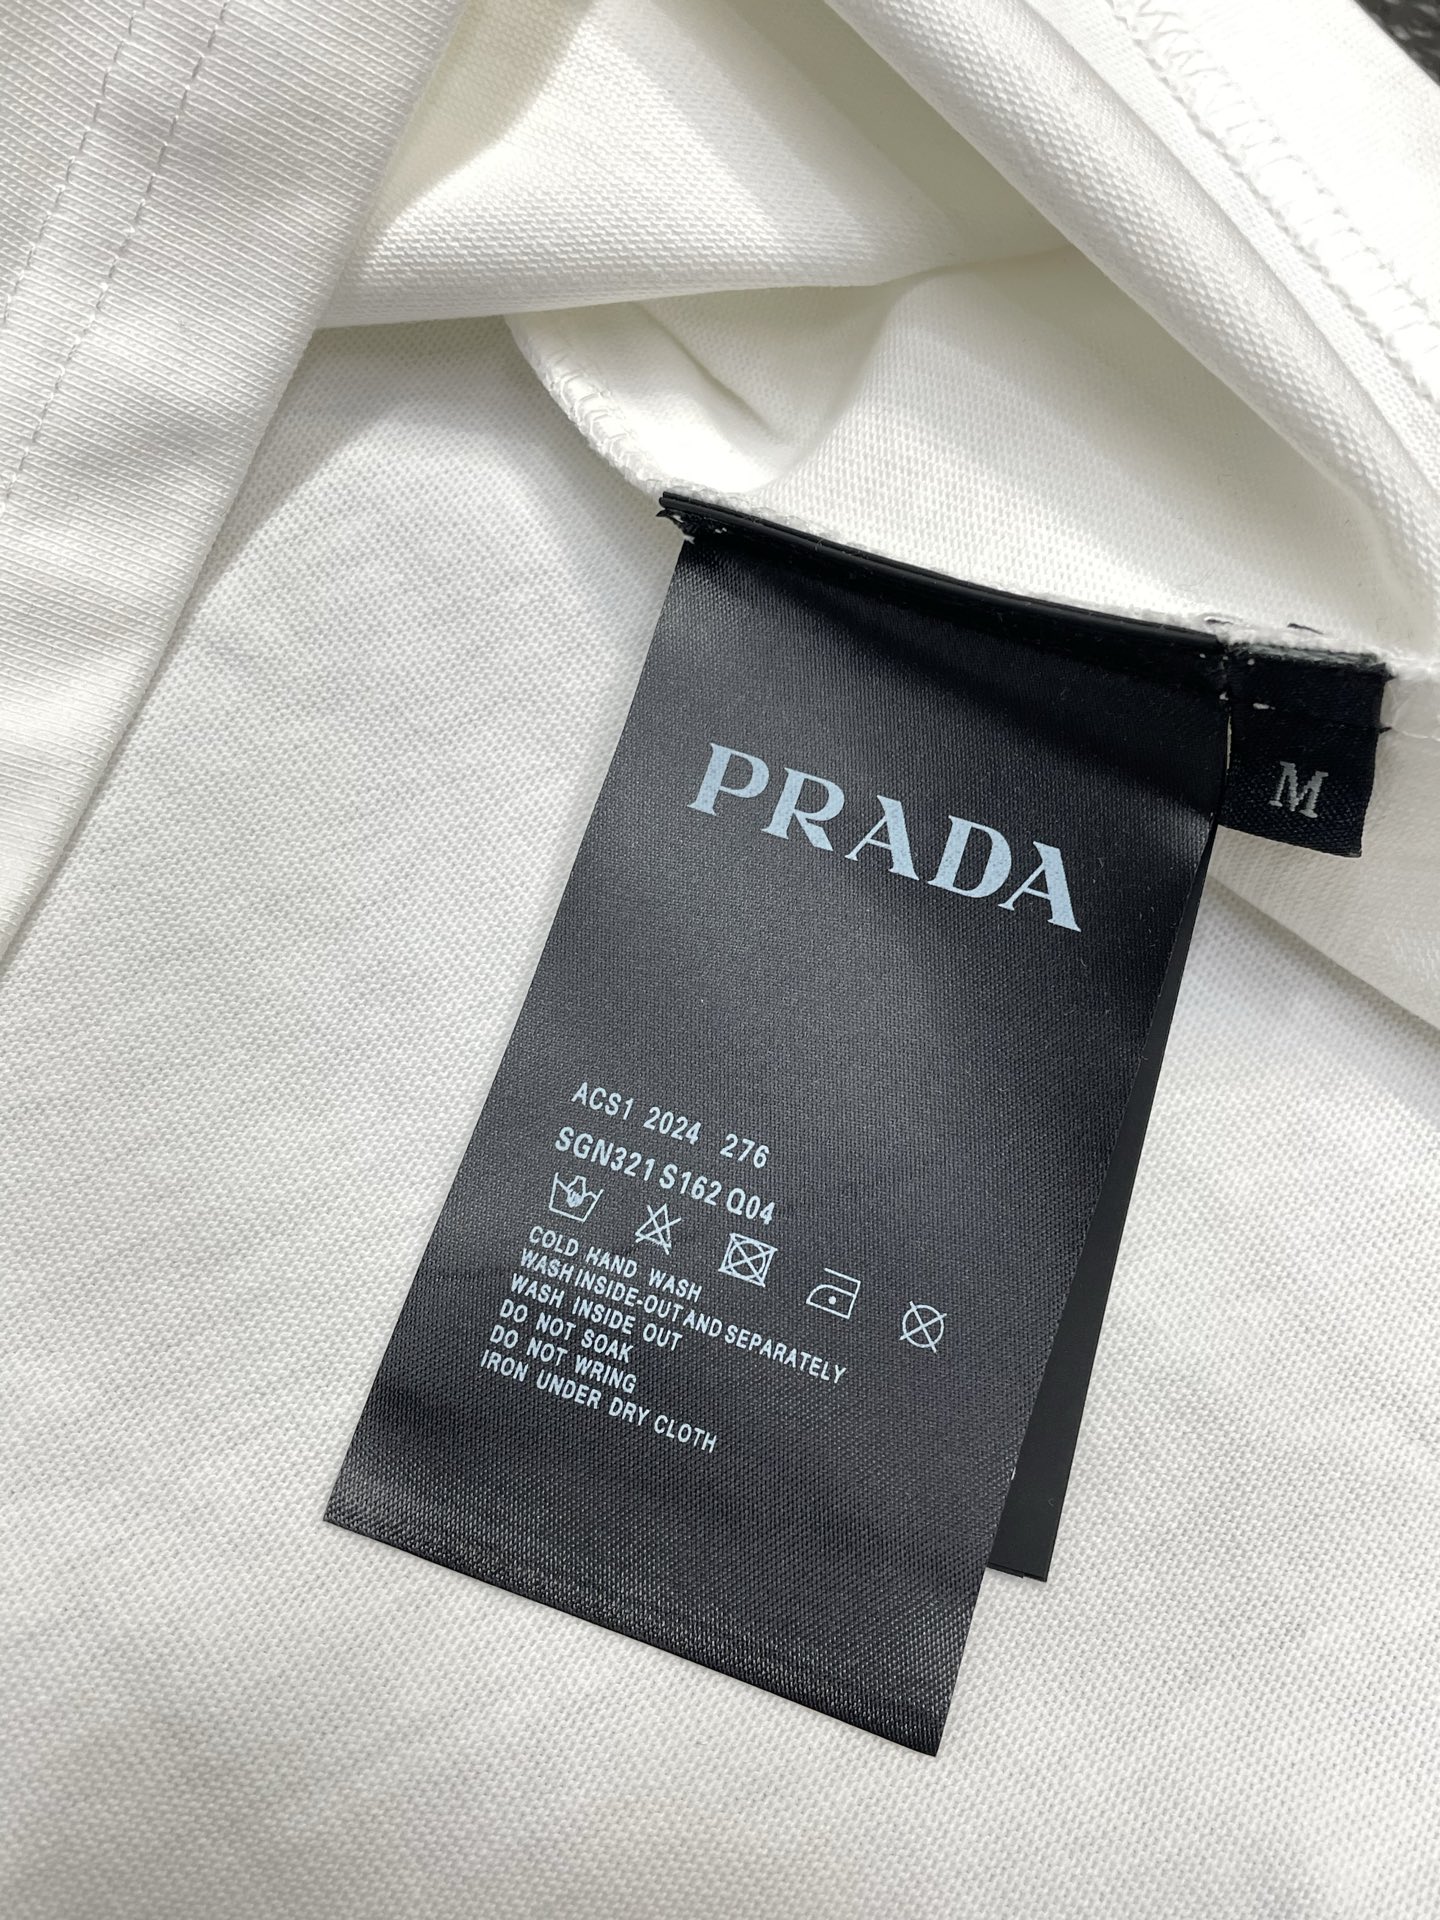 PRADA
M
ACS1 2024 276
SGN321 S162 Q04
COLD HAND WASH
WASH INSIDE-OUT AND SEPARATELY
WASH INSIDE OUT
DO NOT SOAK
DO NOT WRING
IRON UNDER DRY CLOTH